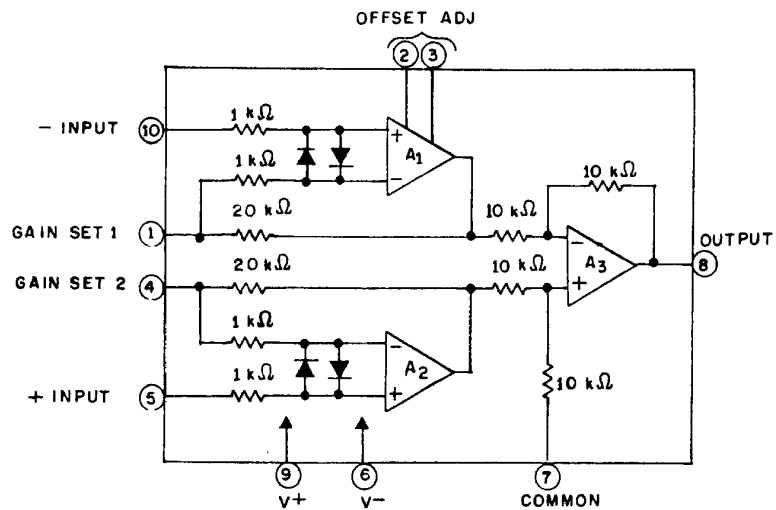 OFFSET ADJ
2 3
1 kΩ
− INPUT 10
+
A1
−
1 kΩ
10 kΩ
20 kΩ
10 kΩ
GAIN SET 1 1
−
OUTPUT
A3
8
GAIN SET 2 4
20 kΩ
10 kΩ
+
1 kΩ
−
A2
1 kΩ
+
10 kΩ
+ INPUT 5
9 6 7
V+ V− COMMON